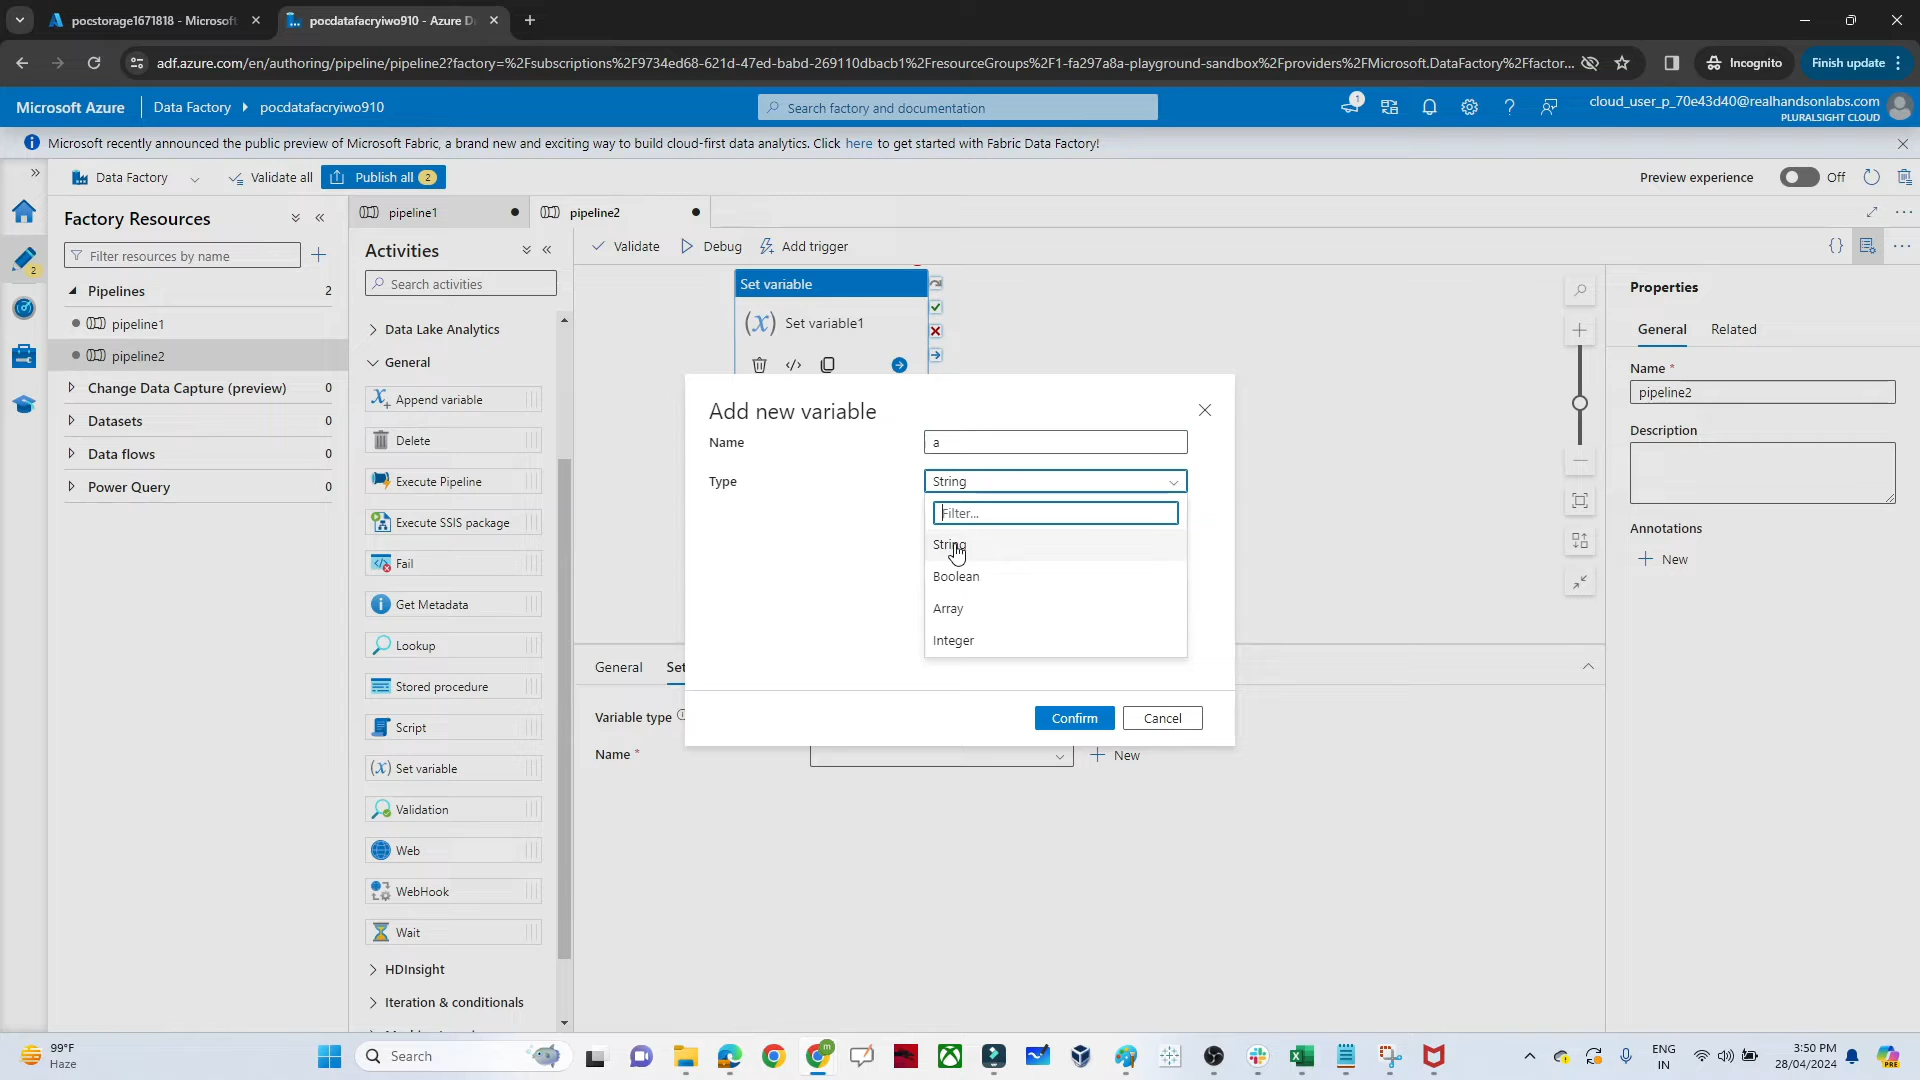 pocstorage1671818 - Microsoft
pocdatafacryiwo910 - Azure D
adf.azure.com/en/authoring/pipeline/pipeline2?factory=%2Fsubscriptions%2F9734ed68-621d-47ed-babd-269110dbacb1%2FresourceGroups%2F1-fa297a8a-playground-sandbox%2Fproviders%2FMicrosoft.DataFactory%2Ffactor...
Incognito
Finish update
Microsoft Azure
Data Factory
pocdatafacryiwo910
Search factory and documentation
1
cloud_user_p_70e43d40@realhandsonlabs.com
PLURALSIGHT CLOUD
Microsoft recently announced the public preview of Microsoft Fabric, a brand new and exciting way to build cloud-first data analytics. Click here to get started with Fabric Data Factory!
Data Factory
Validate all
Publish all 2
Preview experience
Off
2
Factory Resources
Filter resources by name
Pipelines 2
pipeline1
pipeline2
Change Data Capture (preview) 0
Datasets 0
Data flows 0
Power Query 0
pipeline1
pipeline2
Activities
Search activities
Data Lake Analytics
General
Append variable
Delete
Execute Pipeline
Execute SSIS package
Fail
Get Metadata
Lookup
Stored procedure
Script
(x) Set variable
Validation
Web
WebHook
Wait
HDInsight
Iteration & conditionals
Validate
Debug
Add trigger
Set variable
(x) Set variable1
Add new variable
Name
a
Type
String
Filter...
String
Boolean
Array
Integer
Confirm
Cancel
General
Set
Variable type
Name *
New
Properties
General
Related
Name *
pipeline2
Description
Annotations
New
99°F
Haze
Search
ENG
IN
3:50 PM
28/04/2024
PRE